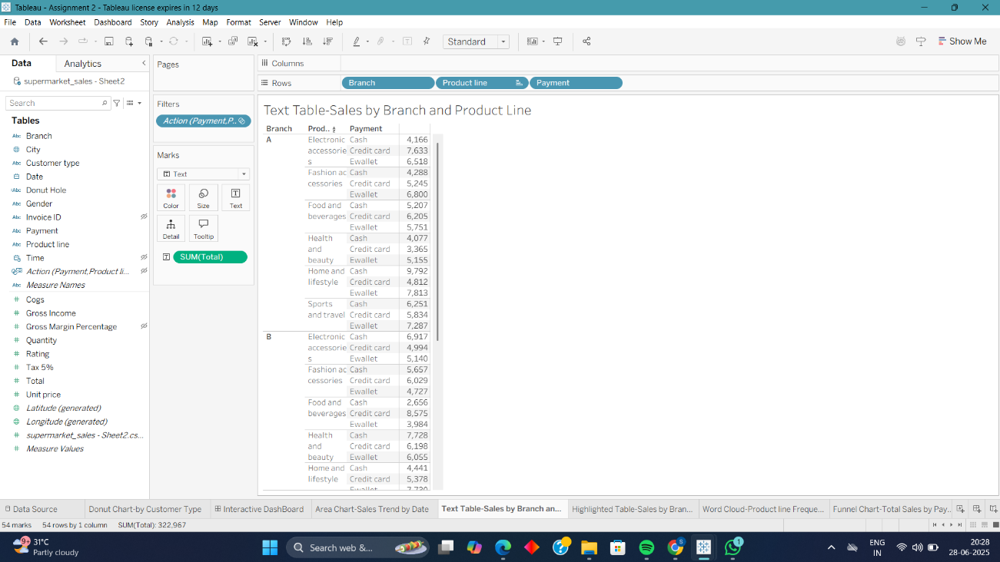 Tableau - Assignment 2 - Tableau license expires in 12 days
File Data Worksheet Dashboard Story Analysis Map Format Server Window Help
Standard
Show Me
Data Analytics
supermarket_sales - Sheet2
Search
Tables
Abc Branch
City
Abc Customer type
Date
=Abc Donut Hole
Abc Gender
Abc Invoice ID
Abc Payment
Abc Product line
Time
Action (Payment,Product li...
Abc Measure Names
# Cogs
# Gross Income
# Gross Margin Percentage
# Quantity
# Rating
# Tax 5%
# Total
# Unit price
Latitude (generated)
Longitude (generated)
# supermarket_sales - Sheet2.cs...
# Measure Values
Pages
Filters
Action (Payment,P..
Marks
Text
Color Size Text
Detail Tooltip
SUM(Total)
Columns
Rows Branch Product line Payment
Text Table-Sales by Branch and Product Line
Branch Prod.. Payment
A Electronic Cash 4,166
accessorie Credit card 7,633
s Ewallet 6,518
Fashion ac Cash 4,288
cessories Credit card 5,245
Ewallet 6,800
Food and Cash 5,207
beverages Credit card 6,205
Ewallet 5,751
Health Cash 4,077
and Credit card 3,365
beauty Ewallet 5,155
Home and Cash 9,792
lifestyle Credit card 4,812
Ewallet 7,813
Sports Cash 6,251
and travel Credit card 5,834
Ewallet 7,287
B Electronic Cash 6,917
accessorie Credit card 4,994
s Ewallet 5,140
Fashion ac Cash 5,657
cessories Credit card 6,029
Ewallet 4,727
Food and Cash 2,656
beverages Credit card 8,575
Ewallet 3,984
Health Cash 7,728
and Credit card 6,198
beauty Ewallet 6,055
Home and Cash 4,441
lifestyle Credit card 5,378
Ewallet 7,730
Data Source Donut Chart-by Customer Type Interactive DashBoard Area Chart-Sales Trend by Date Text Table-Sales by Branch an... Highlighted Table-Sales by Bran... Word Cloud-Product line Freque... Funnel Chart-Total Sales by Pay..
54 marks 54 rows by 1 column SUM(Total): 322,967
9+ 31°C
Partly cloudy
Search web &...
S
1
ENG
IN
20:28
28-06-2025